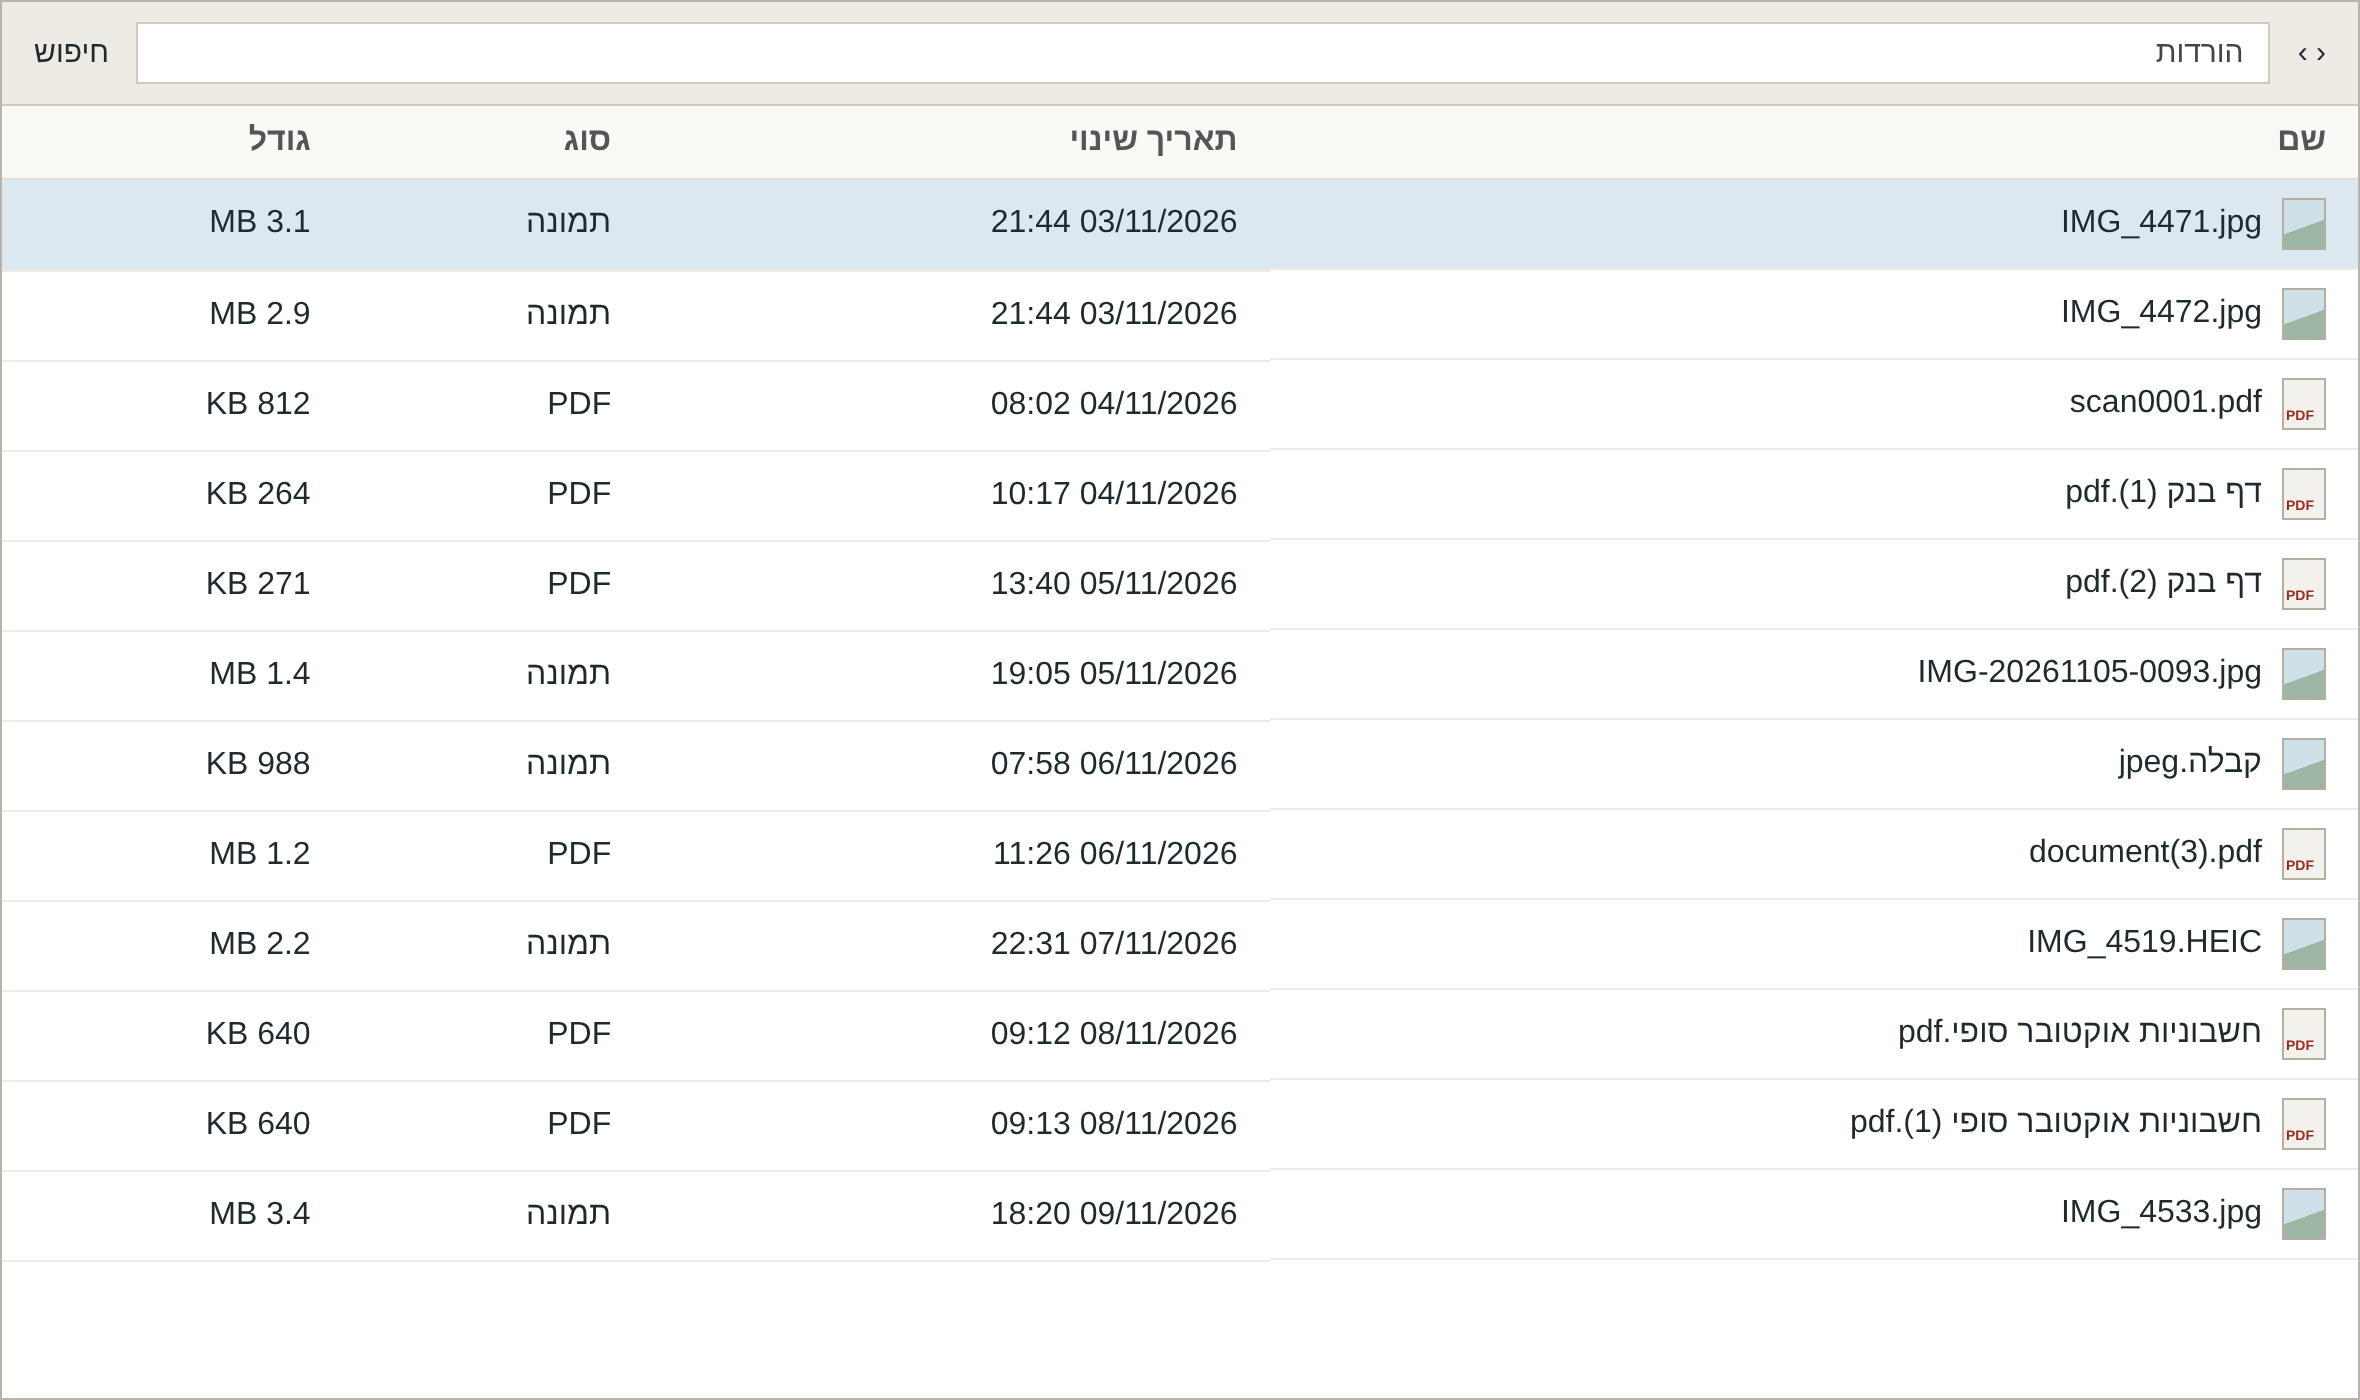 ‹ › הורדות חיפוש
שם תאריך שינוי סוג גודל
IMG_4471.jpg 03/11/2026 21:44 תמונה 3.1 MB
IMG_4472.jpg 03/11/2026 21:44 תמונה 2.9 MB
PDF scan0001.pdf 04/11/2026 08:02 PDF 812 KB
PDF דף בנק (1).pdf 04/11/2026 10:17 PDF 264 KB
PDF דף בנק (2).pdf 05/11/2026 13:40 PDF 271 KB
IMG-20261105-0093.jpg 05/11/2026 19:05 תמונה 1.4 MB
קבלה.jpeg 06/11/2026 07:58 תמונה 988 KB
PDF document(3).pdf 06/11/2026 11:26 PDF 1.2 MB
IMG_4519.HEIC 07/11/2026 22:31 תמונה 2.2 MB
PDF חשבוניות אוקטובר סופי.pdf 08/11/2026 09:12 PDF 640 KB
PDF חשבוניות אוקטובר סופי (1).pdf 08/11/2026 09:13 PDF 640 KB
IMG_4533.jpg 09/11/2026 18:20 תמונה 3.4 MB